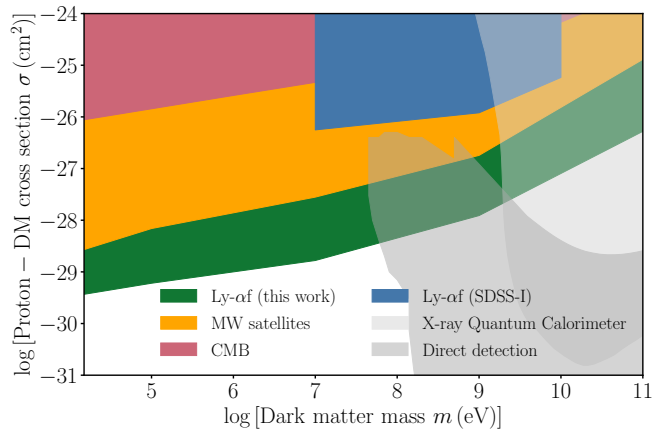 log [Proton − DM cross section σ (cm²)]
−24
−25
−26
−27
−28
−29
−30
−31
Ly-αf (this work)
MW satellites
CMB
Ly-αf (SDSS-I)
X-ray Quantum Calorimeter
Direct detection
5 6 7 8 9 10 11
log [Dark matter mass m (eV)]